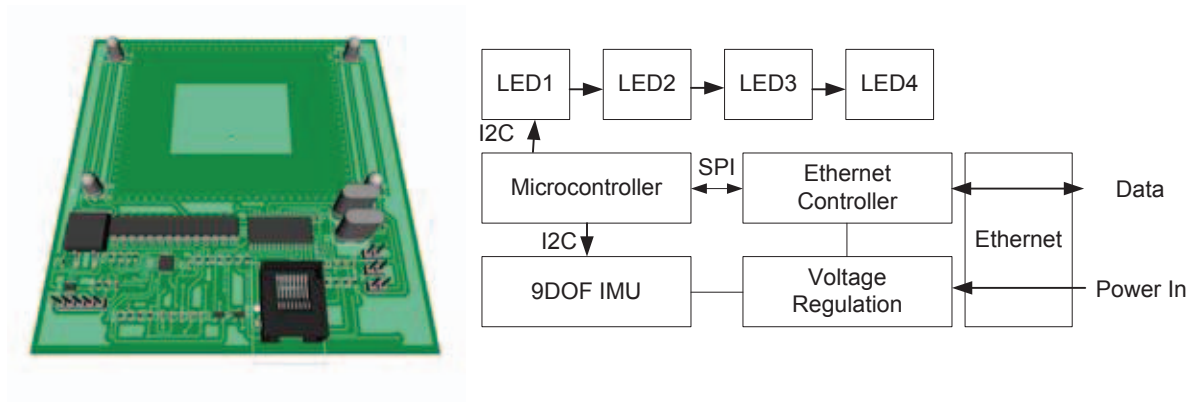 LED1
LED2
LED3
LED4
I2C
Microcontroller
SPI
Ethernet
Controller
Data
I2C
Ethernet
9DOF IMU
Voltage
Regulation
Power In